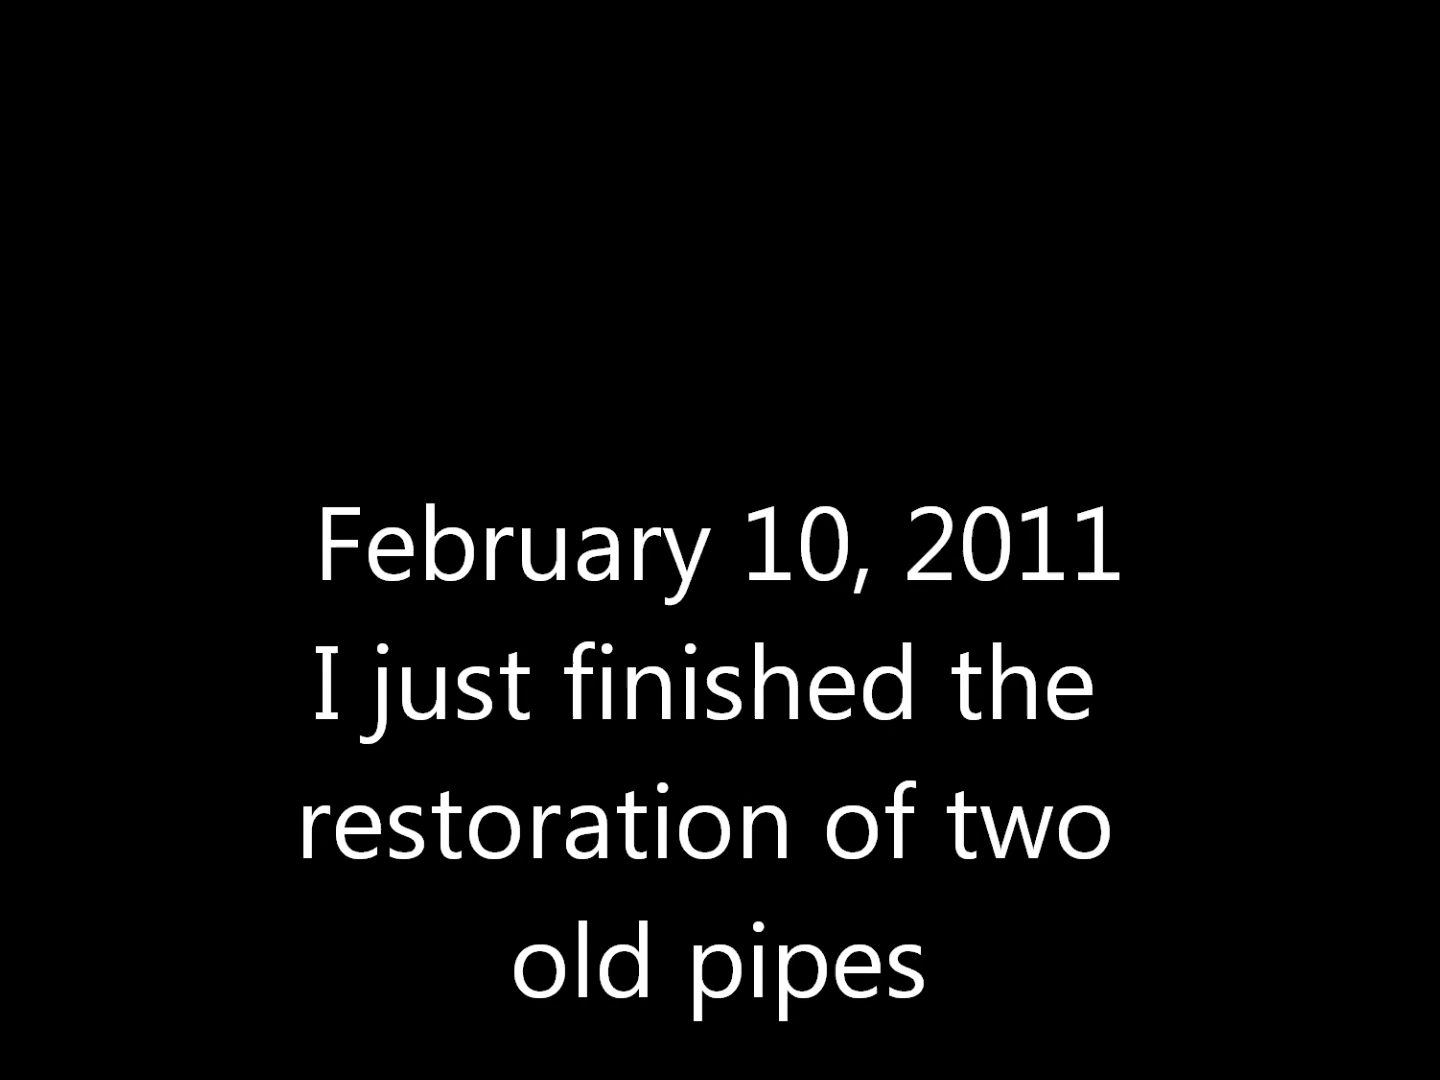 February 10, 2011
I just finished the
restoration of two
old pipes